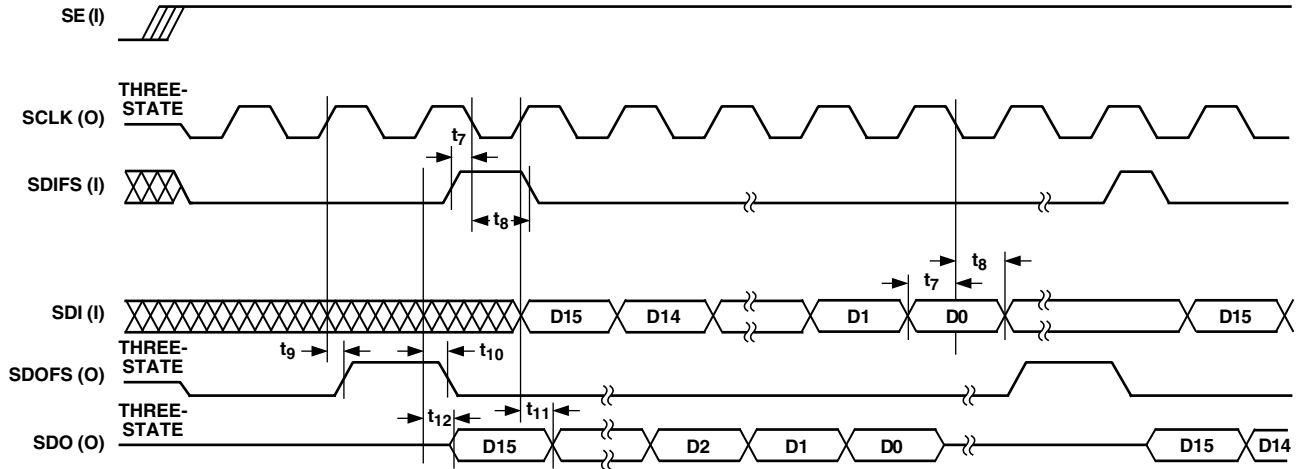 SE (I)
THREE-
STATE
SCLK (O)
t7
SDIFS (I)
t8
t8
t7
SDI (I)
D15
D14
D1
D0
D15
THREE-
STATE
t9
t10
SDOFS (O)
THREE-
STATE
t12
t11
SDO (O)
D15
D2
D1
D0
D15
D14